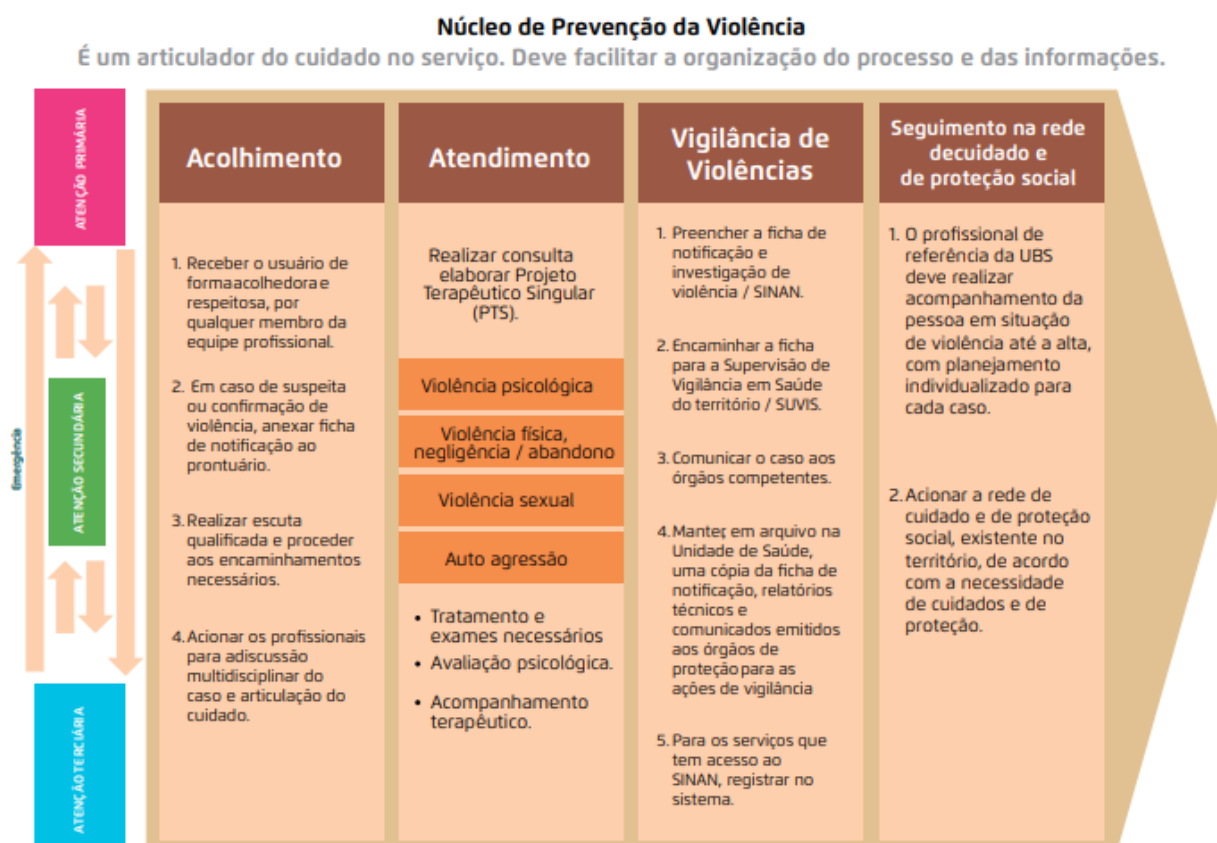 Núcleo de Prevenção da Violência
É um articulador do cuidado no serviço. Deve facilitar a organização do processo e das informações.
ATENÇÃO PRIMÁRIA
Emergência
ATENÇÃO SECUNDÁRIA
ATENÇÃO TERCIÁRIA
Acolhimento
1. Receber o usuário de
formaacolhedora e
respeitosa, por
qualquer membro da
equipe profissional.
2. Em caso de suspeita
ou confirmação de
violência, anexar ficha
de notificação ao
prontuário.
3. Realizar escuta
qualificada e proceder
aos encaminhamentos
necessários.
4. Acionar os profissionais
para adiscussão
multidisciplinar do
caso e articulação do
cuidado.
Atendimento
Realizar consulta
elaborar Projeto
Terapêutico Singular
(PTS).
Violência psicológica
Violência física,
negligência / abandono
Violência sexual
Auto agressão
• Tratamento e
exames necessários
• Avaliação psicológica.
• Acompanhamento
terapêutico.
Vigilância de
Violências
1. Preencher a ficha de
notificação e
investigação de
violência / SINAN.
2. Encaminhar a ficha
para a Supervisão de
Vigilância em Saúde
do território / SUVIS.
3. Comunicar o caso aos
órgãos competentes.
4. Manter, em arquivo na
Unidade de Saúde,
uma cópia da ficha de
notificação, relatórios
técnicos e
comunicados emitidos
aos órgãos de
proteção para as
ações de vigilância
5. Para os serviços que
tem acesso ao
SINAN, registrar no
sistema.
Seguimento na rede
decuidado e
de proteção social
1. O profissional de
referência da UBS
deve realizar
acompanhamento da
pessoa em situação
de violência até a alta,
com planejamento
individualizado para
cada caso.
2. Acionar a rede de
cuidado e de proteção
social, existente no
território, de acordo
com a necessidade
de cuidados e de
proteção.